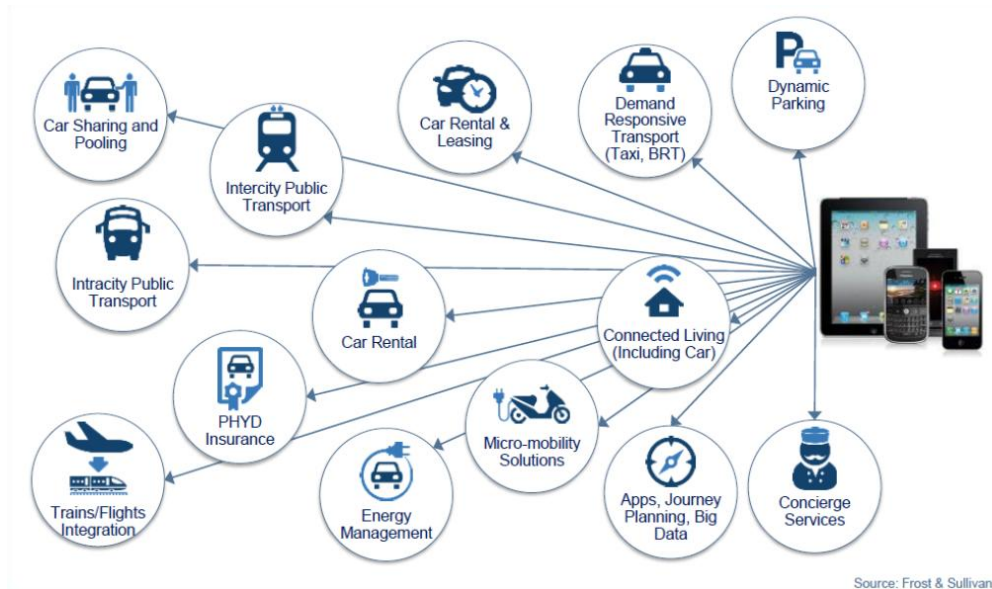 Car Sharing and
Pooling
Intercity Public
Transport
Car Rental &
Leasing
Demand
Responsive
Transport
(Taxi, BRT)
P
Dynamic
Parking
Intracity Public
Transport
Car Rental
Connected Living
(Including Car)
PHYD
Insurance
Micro-mobility
Solutions
Trains/Flights
Integration
Energy
Management
Apps, Journey
Planning, Big
Data
Concierge
Services
Source: Frost & Sullivan